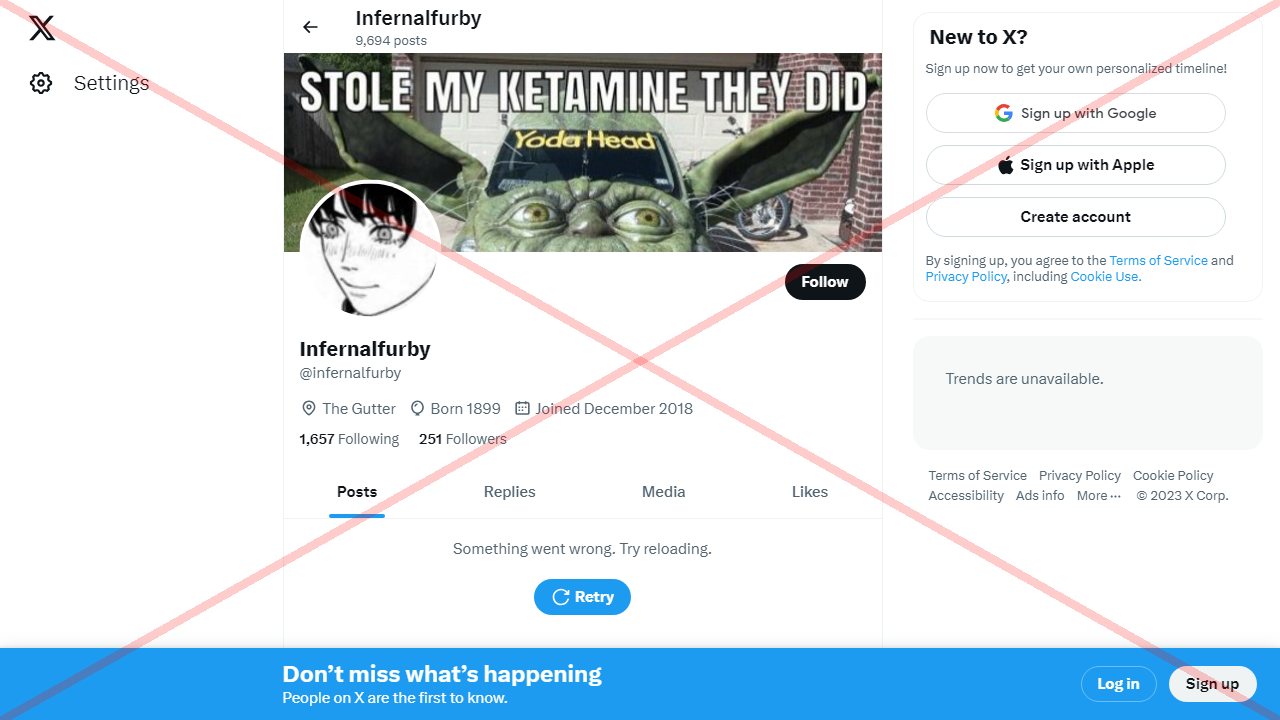 Settings
Infernalfurby
9,694 posts
STOLE MY KETAMINE THEY DID
Yoda Head
Follow
Infernalfurby
@infernalfurby
The Gutter Born 1899 Joined December 2018
1,657 Following 251 Followers
Posts Replies Media Likes
Something went wrong. Try reloading.
Retry
New to X?
Sign up now to get your own personalized timeline!
Sign up with Google
Sign up with Apple
Create account
By signing up, you agree to the Terms of Service and
Privacy Policy, including Cookie Use.
Trends are unavailable.
Terms of Service Privacy Policy Cookie Policy
Accessibility Ads info More ··· © 2023 X Corp.
Don’t miss what’s happening
People on X are the first to know.
Log in Sign up